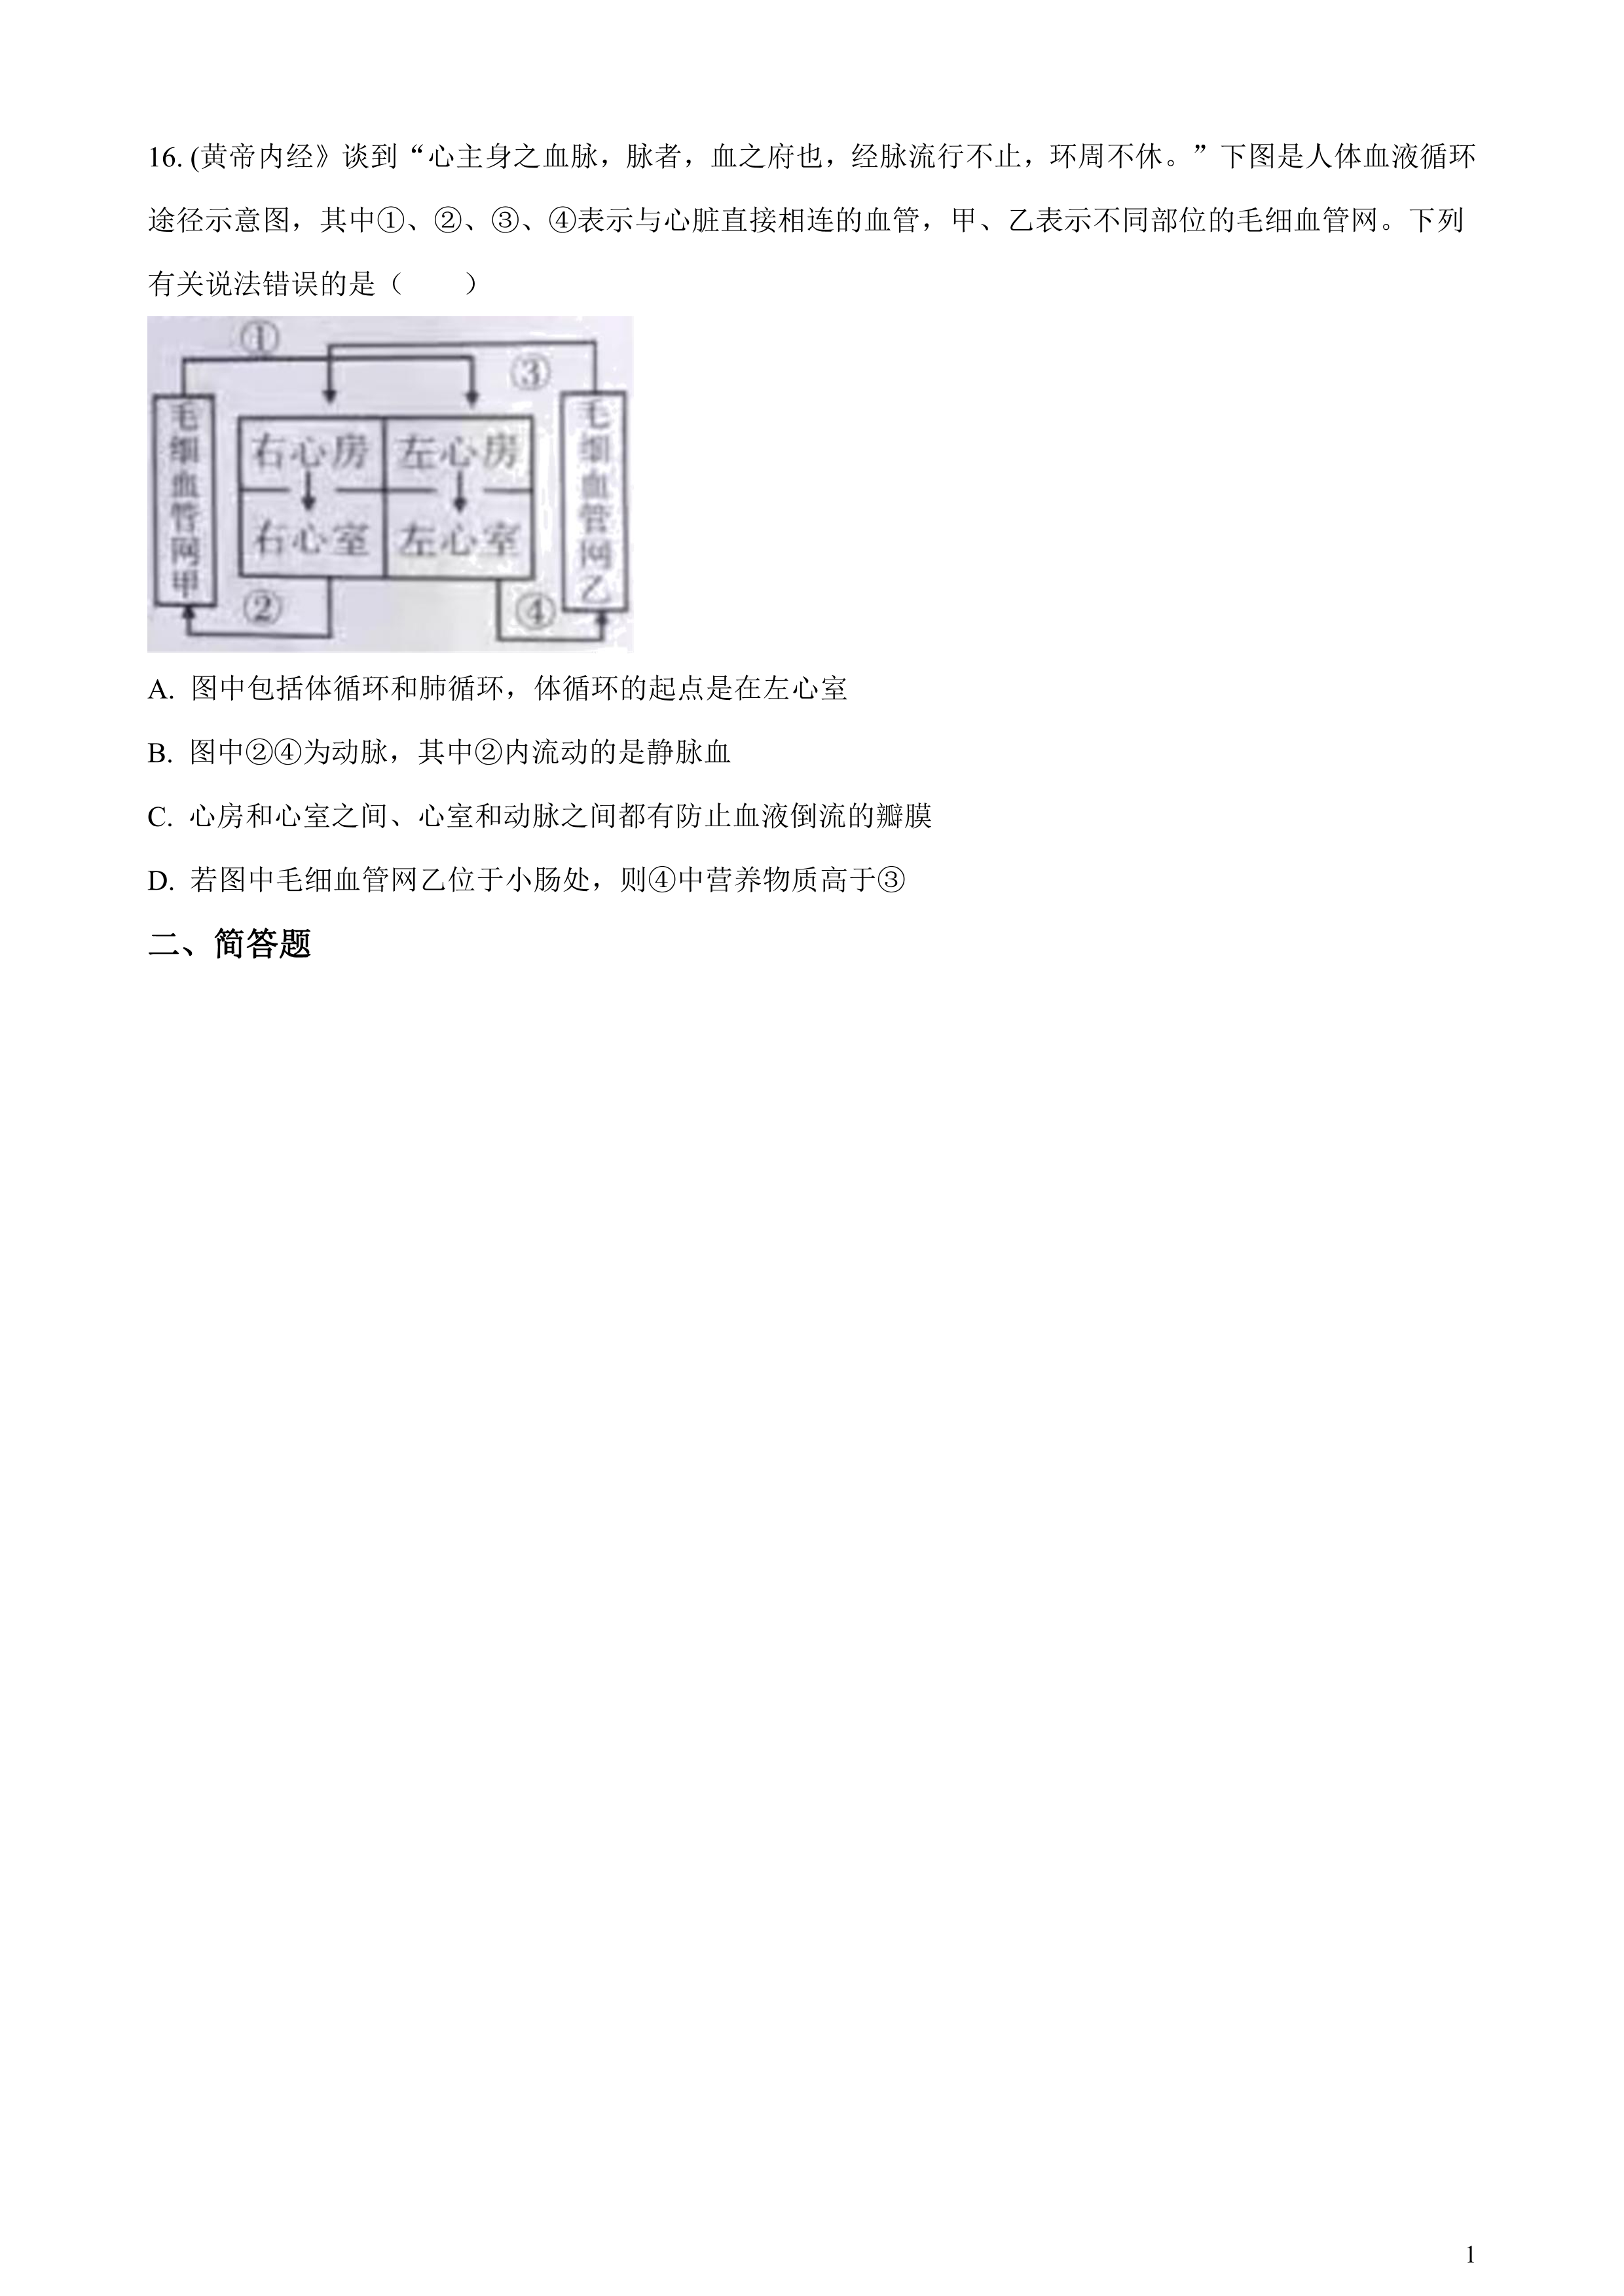 16. (黄帝内经》谈到“心主身之血脉，脉者，血之府也，经脉流行不止，环周不休。”下图是人体血液循环
途径示意图，其中①、②、③、④表示与心脏直接相连的血管，甲、乙表示不同部位的毛细血管网。下列
有关说法错误的是（　　）
①
③
毛细血管网甲
右心房
左心房
毛细血管网乙
右心室
左心室
②
④
A. 图中包括体循环和肺循环，体循环的起点是在左心室
B. 图中②④为动脉，其中②内流动的是静脉血
C. 心房和心室之间、心室和动脉之间都有防止血液倒流的瓣膜
D. 若图中毛细血管网乙位于小肠处，则④中营养物质高于③
二、简答题
1